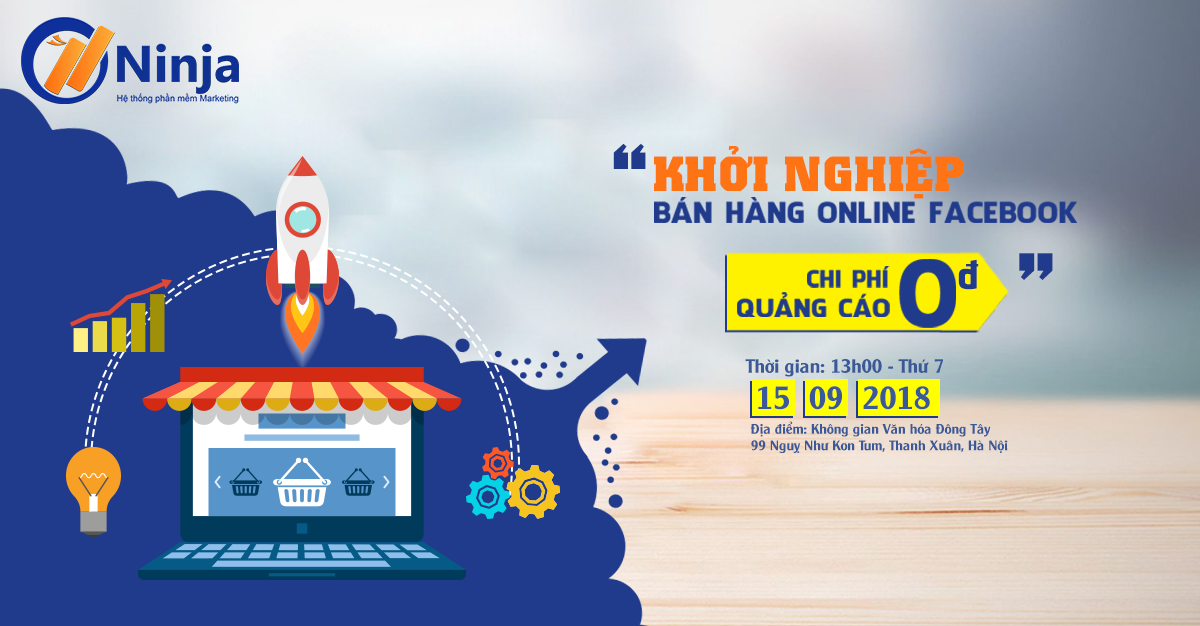 Ninja
Hệ thống phần mềm Marketing
KHỞI NGHIỆP
BÁN HÀNG ONLINE FACEBOOK
CHI PHÍ
QUẢNG CÁO 0đ
Thời gian: 13h00 - Thứ 7
15 09 2018
Địa điểm: Không gian Văn hóa Đông Tây
99 Nguỵ Như Kon Tum, Thanh Xuân, Hà Nội